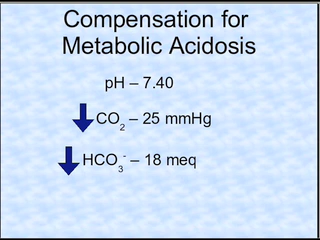 Compensation for
Metabolic Acidosis
pH – 7.40
CO₂ – 25 mmHg
HCO₃⁻ – 18 meq